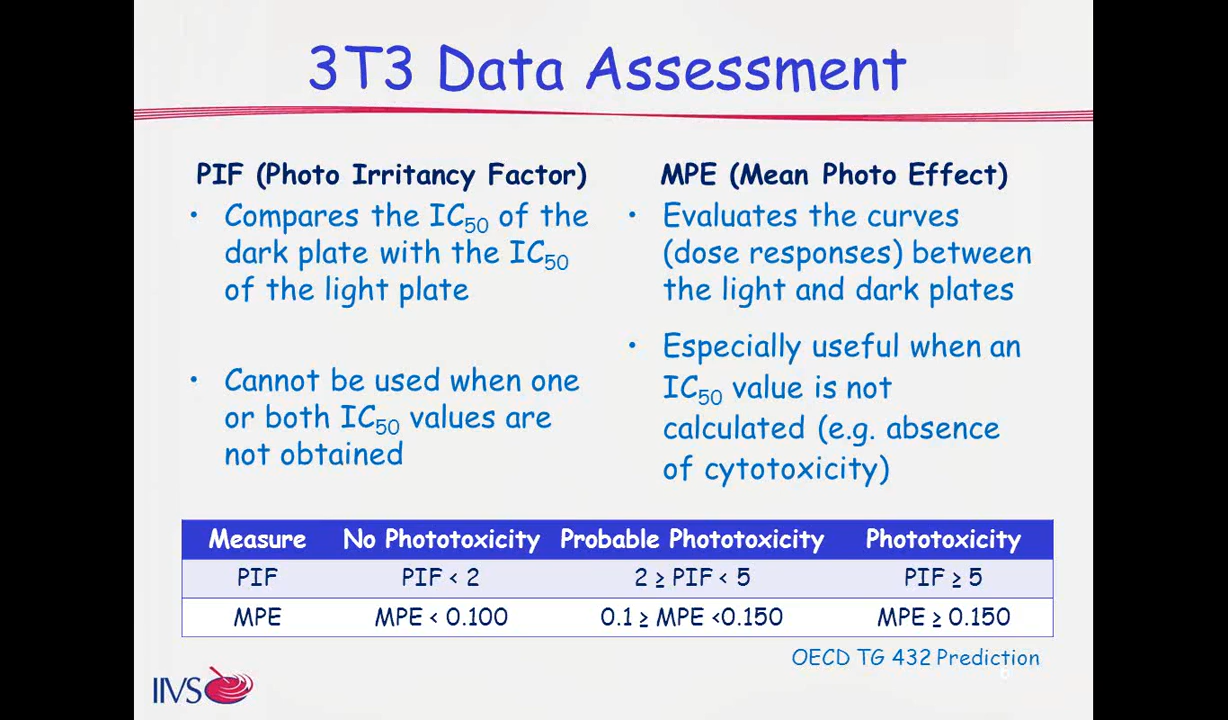 3T3 Data Assessment
PIF (Photo Irritancy Factor)
• Compares the IC50 of the
dark plate with the IC50
of the light plate
• Cannot be used when one
or both IC50 values are
not obtained
MPE (Mean Photo Effect)
• Evaluates the curves
(dose responses) between
the light and dark plates
• Especially useful when an
IC50 value is not
calculated (e.g. absence
of cytotoxicity)
Measure No Phototoxicity Probable Phototoxicity Phototoxicity
PIF PIF < 2 2 ≥ PIF < 5 PIF ≥ 5
MPE MPE < 0.100 0.1 ≥ MPE <0.150 MPE ≥ 0.150
OECD TG 432 Prediction
IIVS